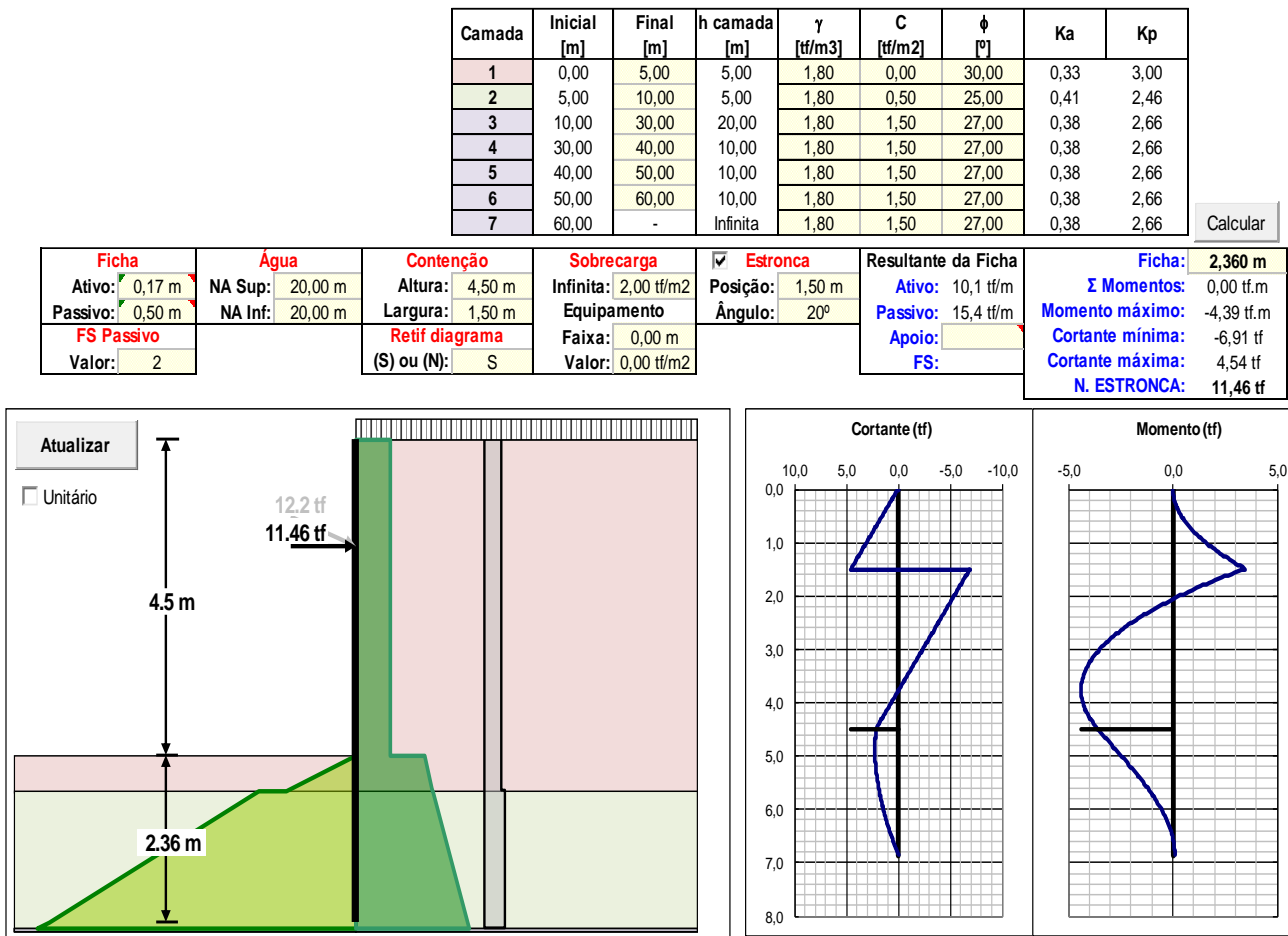 Camada Inicial [m] Final [m] h camada [m] γ [tf/m3] C [tf/m2] ϕ [º] Ka Kp
1 0,00 5,00 5,00 1,80 0,00 30,00 0,33 3,00
2 5,00 10,00 5,00 1,80 0,50 25,00 0,41 2,46
3 10,00 30,00 20,00 1,80 1,50 27,00 0,38 2,66
4 30,00 40,00 10,00 1,80 1,50 27,00 0,38 2,66
5 40,00 50,00 10,00 1,80 1,50 27,00 0,38 2,66
6 50,00 60,00 10,00 1,80 1,50 27,00 0,38 2,66
7 60,00 - Infinita 1,80 1,50 27,00 0,38 2,66
Calcular
Ficha
Ativo: 0,17 m
Passivo: 0,50 m
FS Passivo
Valor: 2
Água
NA Sup: 20,00 m
NA Inf: 20,00 m
Contenção
Altura: 4,50 m
Largura: 1,50 m
Retif diagrama
(S) ou (N): S
Sobrecarga
Infinita: 2,00 tf/m2
Equipamento
Faixa: 0,00 m
Valor: 0,00 tf/m2
Estronca
Posição: 1,50 m
Ângulo: 20º
Resultante da Ficha
Ativo: 10,1 tf/m
Passivo: 15,4 tf/m
Apoio:
FS:
Ficha: 2,360 m
Σ Momentos: 0,00 tf.m
Momento máximo: -4,39 tf.m
Cortante mínima: -6,91 tf
Cortante máxima: 4,54 tf
N. ESTRONCA: 11,46 tf
Atualizar
Unitário
12.2 tf
11.46 tf
4.5 m
2.36 m
Cortante (tf)
10,0 5,0 0,0 -5,0 -10,0
0,0
1,0
2,0
3,0
4,0
5,0
6,0
7,0
8,0
Momento (tf)
-5,0 0,0 5,0